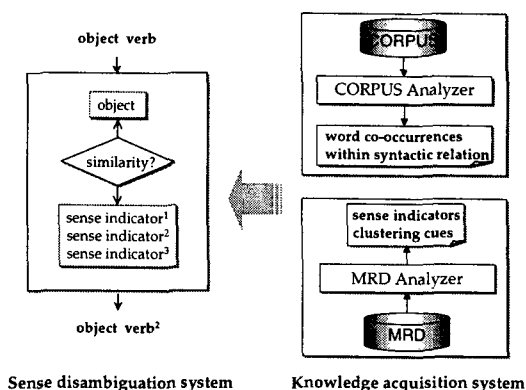 object verb
object
similarity?
sense indicator¹
sense indicator²
sense indicator³
object verb²
Sense disambiguation system
CORPUS
CORPUS Analyzer
word co-occurrences
within syntactic relation
sense indicators
clustering cues
MRD Analyzer
MRD
Knowledge acquisition system